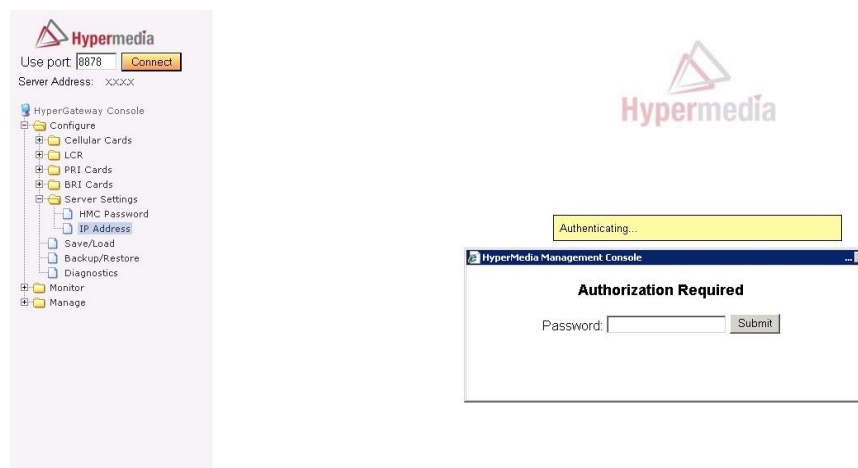 Hypermedia
Use port: 8878 Connect
Server Address: XXXX
HyperGateway Console
Configure
Cellular Cards
LCR
PRI Cards
BRI Cards
Server Settings
HMC Password
IP Address
Save/Load
Backup/Restore
Diagnostics
Monitor
Manage
Hypermedia
Authenticating...
HyperMedia Management Console ...
Authorization Required
Password: Submit